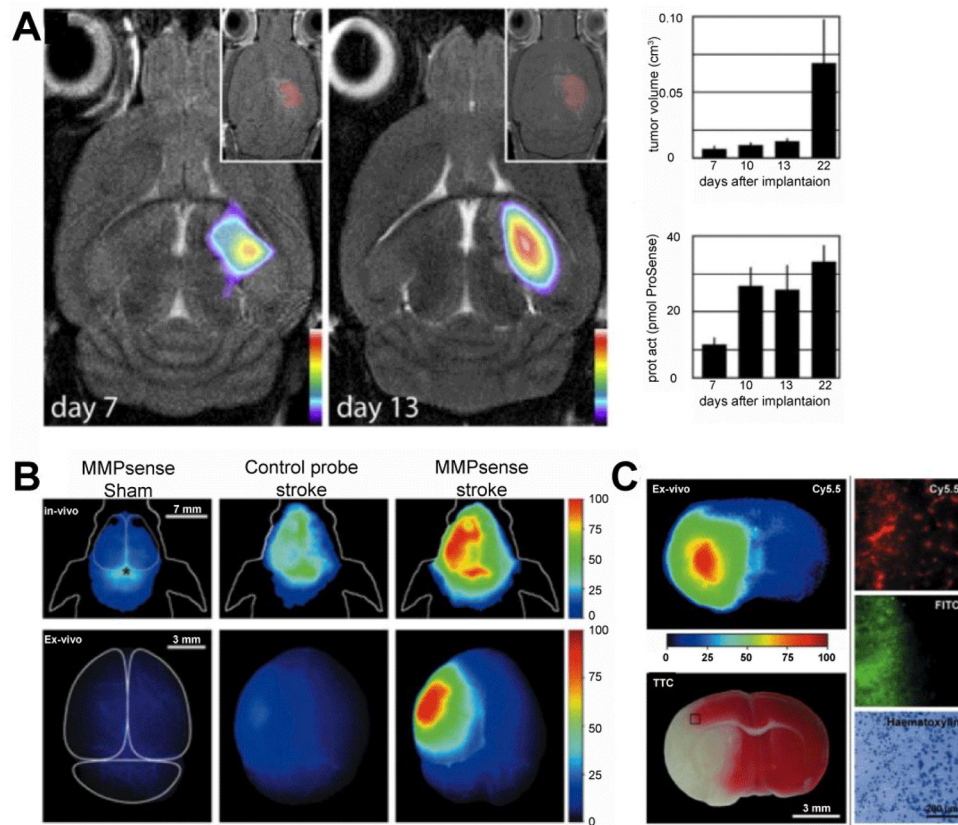 A
day 7
day 13
tumor volume (cm³)
0.10
0.05
0
7 10 13 22
days after implantaion
prot act (pmol ProSense)
40
20
0
7 10 13 22
days after implantaion
B
MMPsense
Sham
Control probe
stroke
MMPsense
stroke
in-vivo
7 mm
*
100
75
50
25
0
Ex-vivo
3 mm
100
75
50
25
0
C
Ex-vivo
Cy5.5
0 25 50 75 100
TTC
3 mm
Cy5.5
FITC
Haematoxylin
200 µm